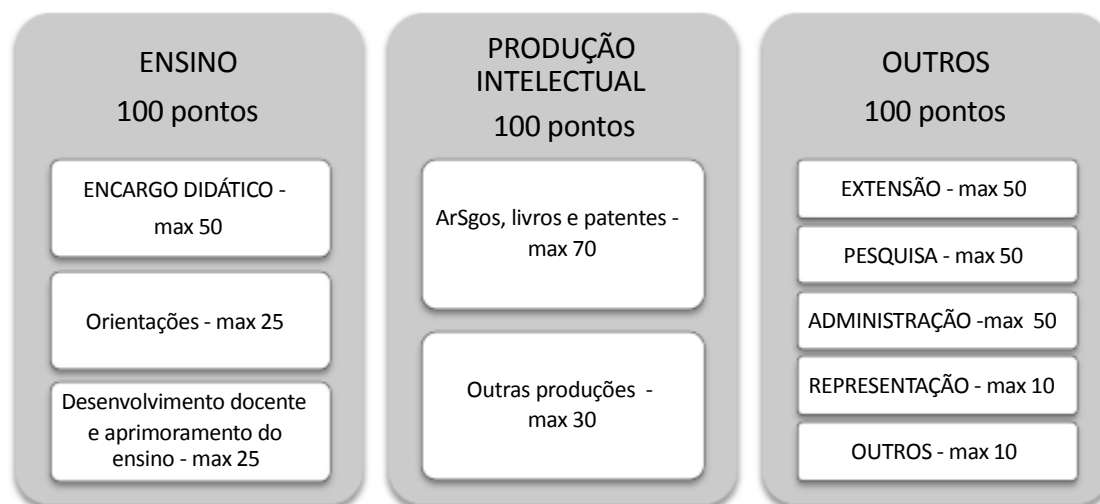 ENSINO
100 pontos
ENCARGO DIDÁTICO -
max 50
Orientações - max 25
Desenvolvimento docente
e aprimoramento do
ensino - max 25
PRODUÇÃO
INTELECTUAL
100 pontos
ArSgos, livros e patentes -
max 70
Outras produções -
max 30
OUTROS
100 pontos
EXTENSÃO - max 50
PESQUISA - max 50
ADMINISTRAÇÃO -max 50
REPRESENTAÇÃO - max 10
OUTROS - max 10